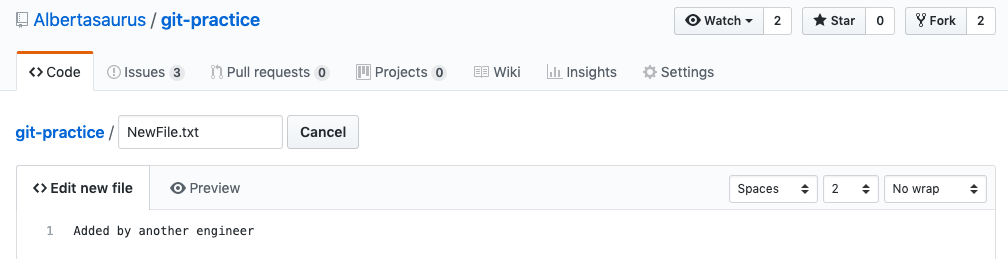 Albertasaurus / git-practice
Watch 2 Star 0 Fork 2
Code Issues 3 Pull requests 0 Projects 0 Wiki Insights Settings
git-practice / NewFile.txt Cancel
Edit new file Preview Spaces 2 No wrap
1 Added by another engineer